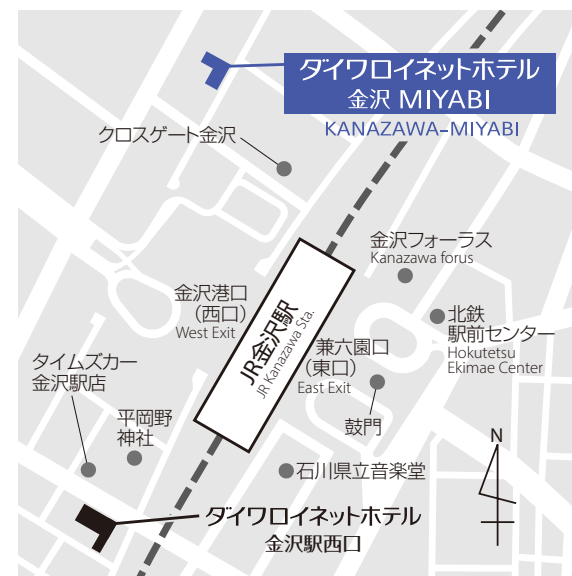 ダイワロイネットホテル
金沢 MIYABI
KANAZAWA-MIYABI
クロスゲート金沢
金沢フォーラス
Kanazawa forus
金沢港口
（西口）
West Exit
JR金沢駅
JR Kanazawa Sta.
北鉄
駅前センター
Hokutetsu
Ekimae Center
兼六園口
（東口）
East Exit
タイムズカー
金沢駅店
平岡野
神社
鼓門
N
石川県立音楽堂
ダイワロイネットホテル
金沢駅西口